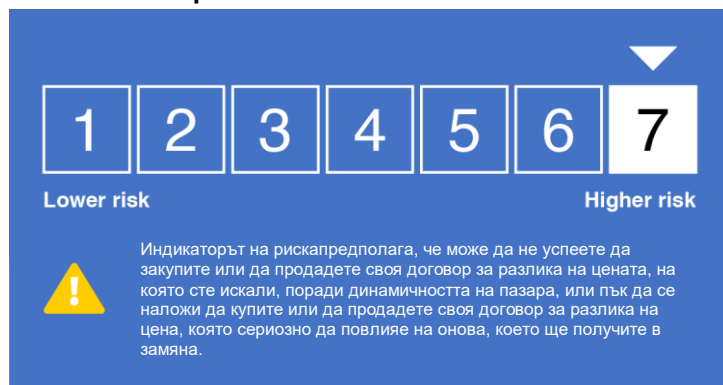 1 2 3 4 5 6 7
Lower risk Higher risk
Индикаторът на рискапредполага, че може да не успеете да
закупите или да продадете своя договор за разлика на цената, на
която сте искали, поради динамичността на пазара, или пък да се
наложи да купите или да продадете своя договор за разлика на
цена, която сериозно да повлияе на онова, което ще получите в
замяна.